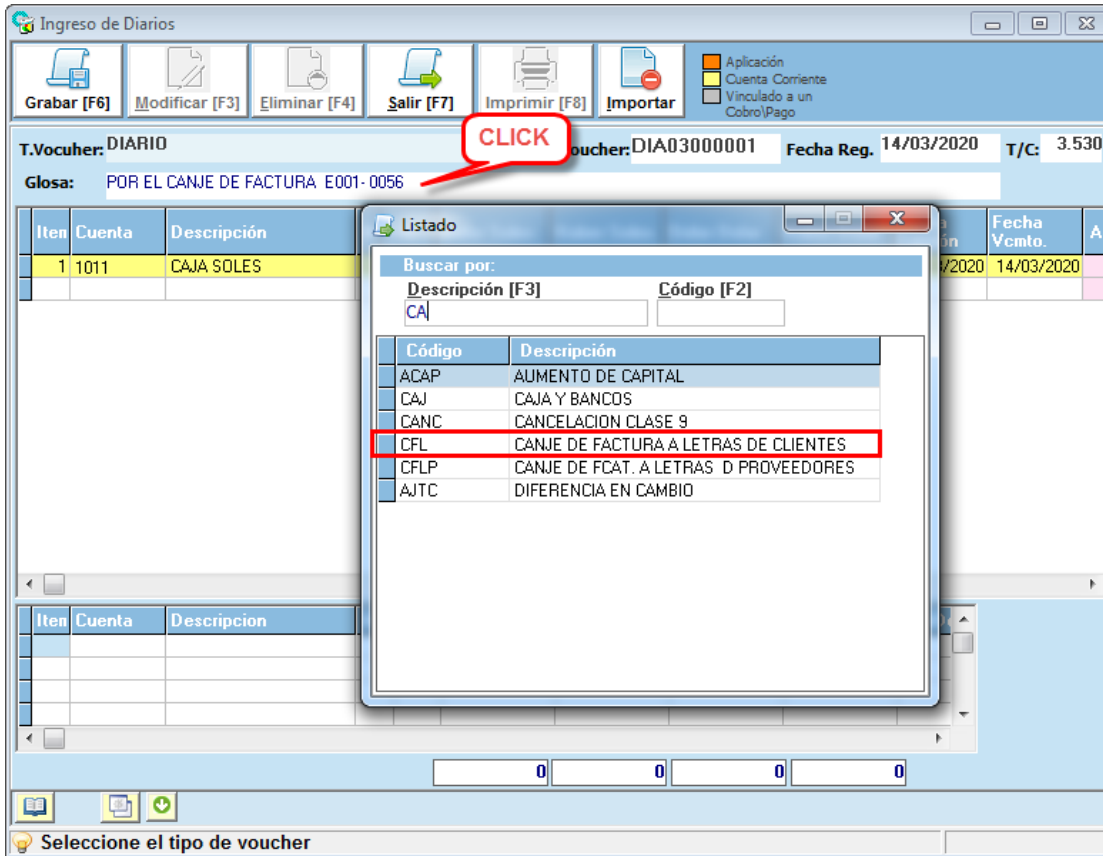 Ingreso de Diarios
Grabar [F6] Modificar [F3] Eliminar [F4] Salir [F7] Imprimir [F8] Importar
Aplicación
Cuenta Corriente
Vinculado a un
Cobro\Pago
CLICK
T.Vocuher: DIARIO oucher: DIA03000001 Fecha Reg. 14/03/2020 T/C: 3.530
Glosa: POR EL CANJE DE FACTURA E001-0056
Iten Cuenta Descripción Fecha Vcmto. A
1 1011 CAJA SOLES /2020 14/03/2020
Listado
Buscar por:
Descripción [F3] Código [F2]
CA
Código Descripción
ACAP AUMENTO DE CAPITAL
CAJ CAJA Y BANCOS
CANC CANCELACION CLASE 9
CFL CANJE DE FACTURA A LETRAS DE CLIENTES
CFLP CANJE DE FCAT. A LETRAS D PROVEEDORES
AJTC DIFERENCIA EN CAMBIO
Iten Cuenta Descripcion
0 0 0 0
Seleccione el tipo de voucher